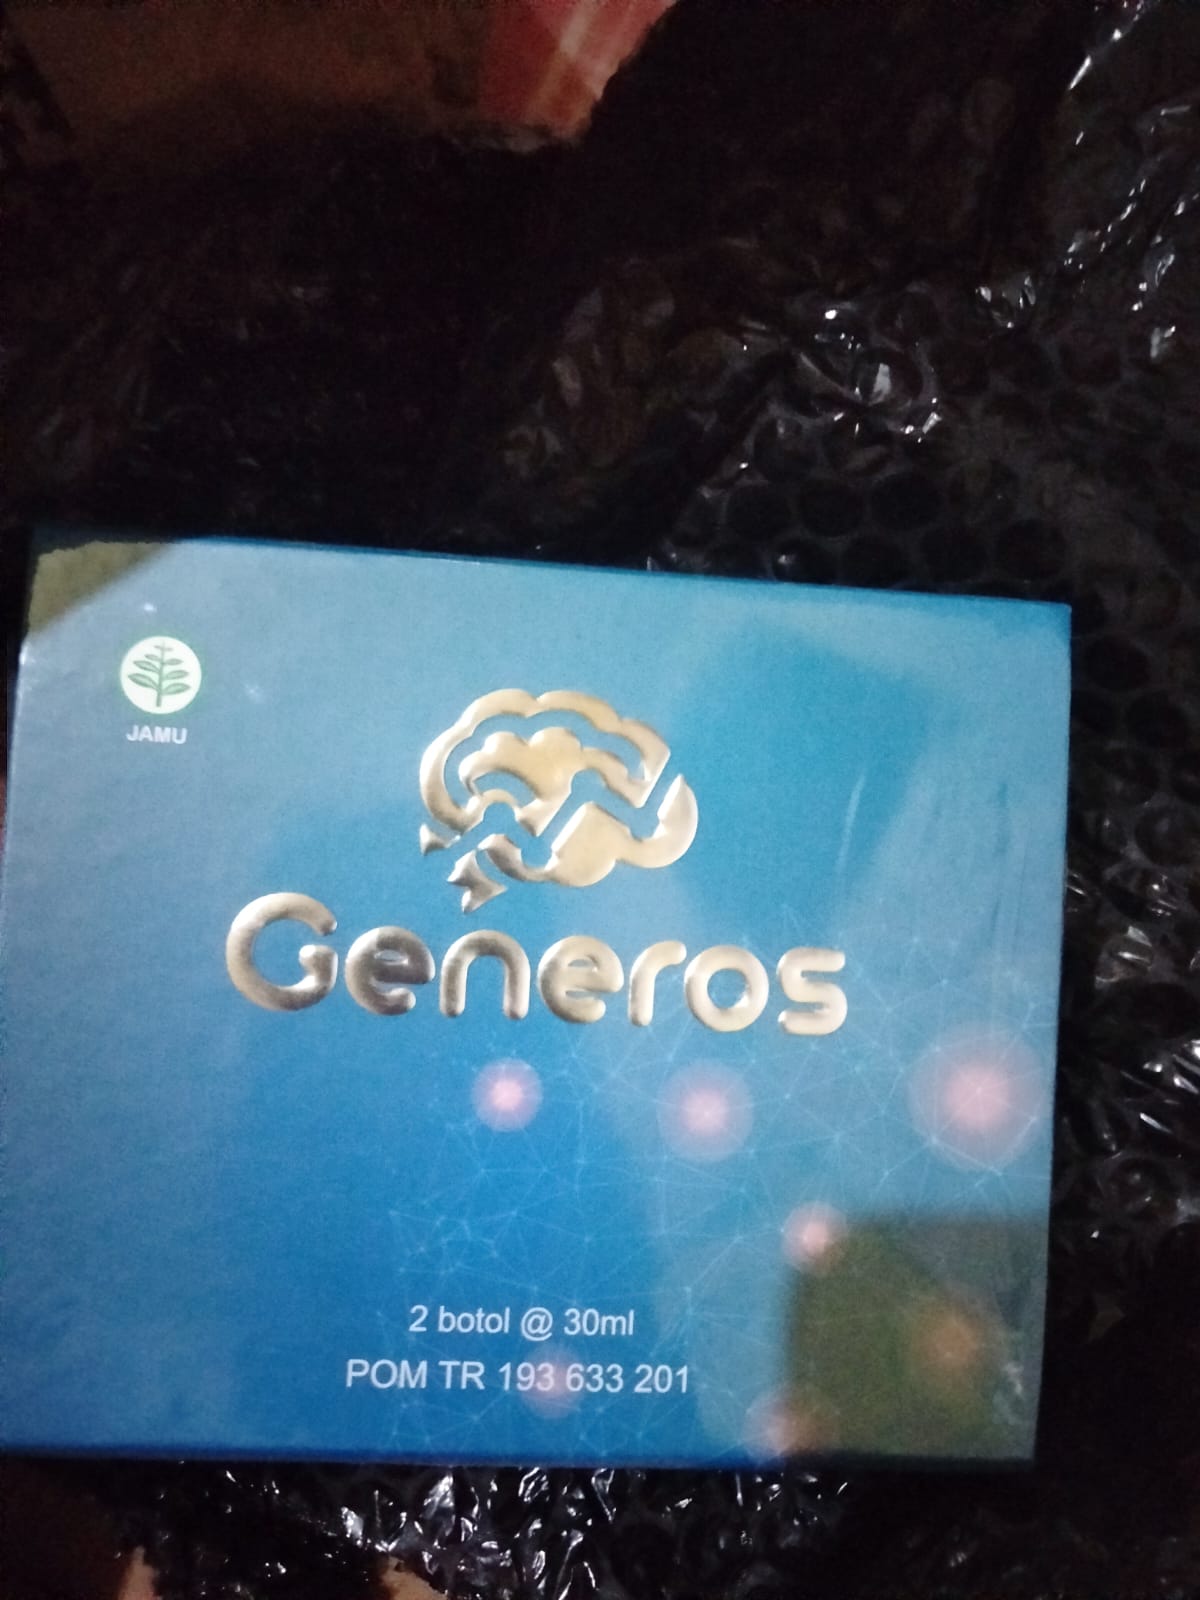 JAMU
Generos
2 botol @ 30ml
POM TR 193 633 201